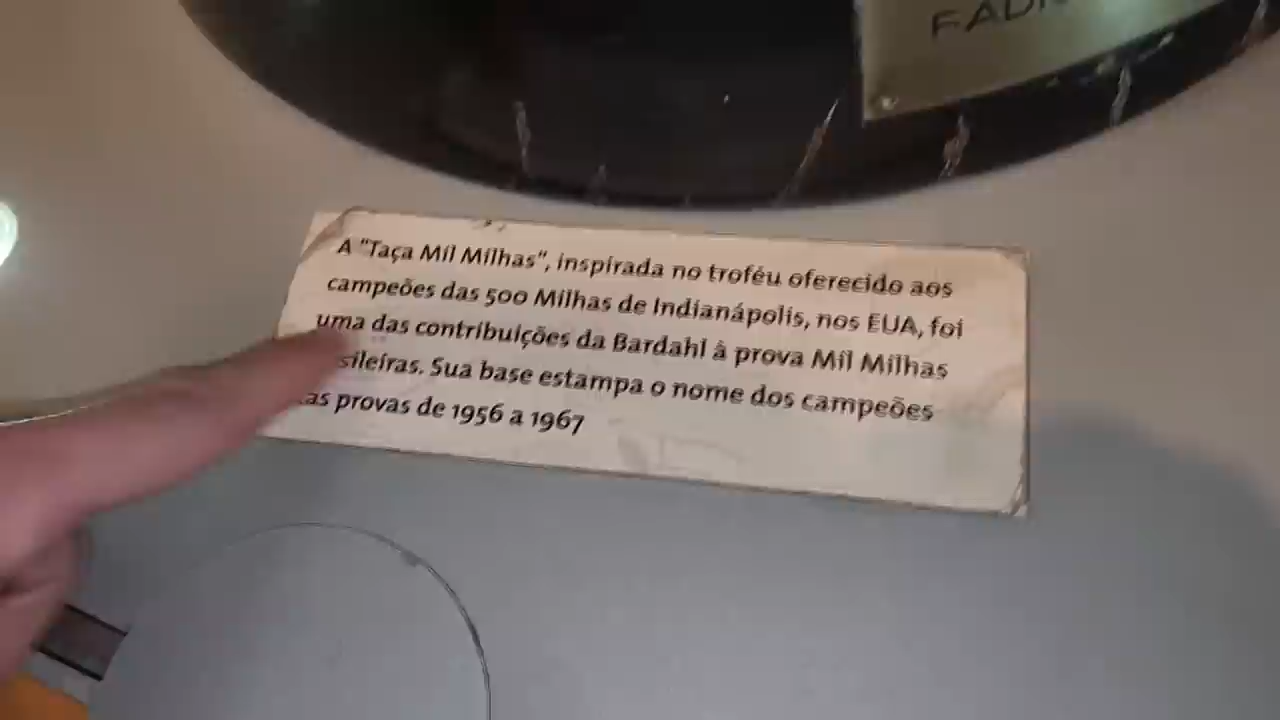 FADI
A "Taça Mil Milhas", inspirada no troféu oferecido aos
campeões das 500 Milhas de Indianápolis, nos EUA, foi
uma das contribuições da Bardahl à prova Mil Milhas
sileiras. Sua base estampa o nome dos campeões
as provas de 1956 a 1967